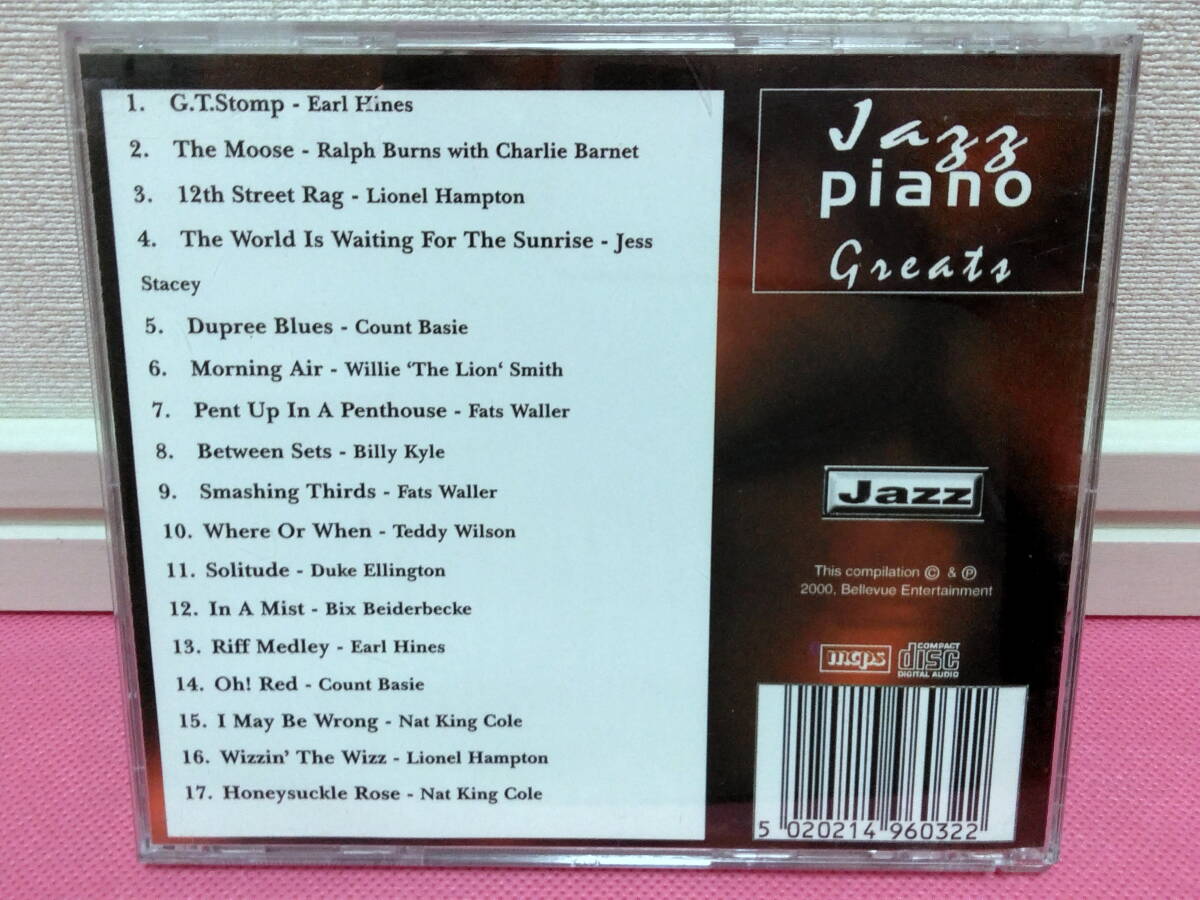 1. G.T.Stomp - Earl Hines
2. The Moose - Ralph Burns with Charlie Barnet
3. 12th Street Rag - Lionel Hampton
4. The World Is Waiting For The Sunrise - Jess
Stacey
5. Dupree Blues - Count Basie
6. Morning Air - Willie ‘The Lion‘ Smith
7. Pent Up In A Penthouse - Fats Waller
8. Between Sets - Billy Kyle
9. Smashing Thirds - Fats Waller
10. Where Or When - Teddy Wilson
11. Solitude - Duke Ellington
12. In A Mist - Bix Beiderbecke
13. Riff Medley - Earl Hines
14. Oh! Red - Count Basie
15. I May Be Wrong - Nat King Cole
16. Wizzin’ The Wizz - Lionel Hampton
17. Honeysuckle Rose - Nat King Cole
Jazz
piano
Greats
Jazz
This compilation © & ℗
2000, Bellevue Entertainment
mcps
COMPACT
disc
DIGITAL AUDIO
5 020214 960322